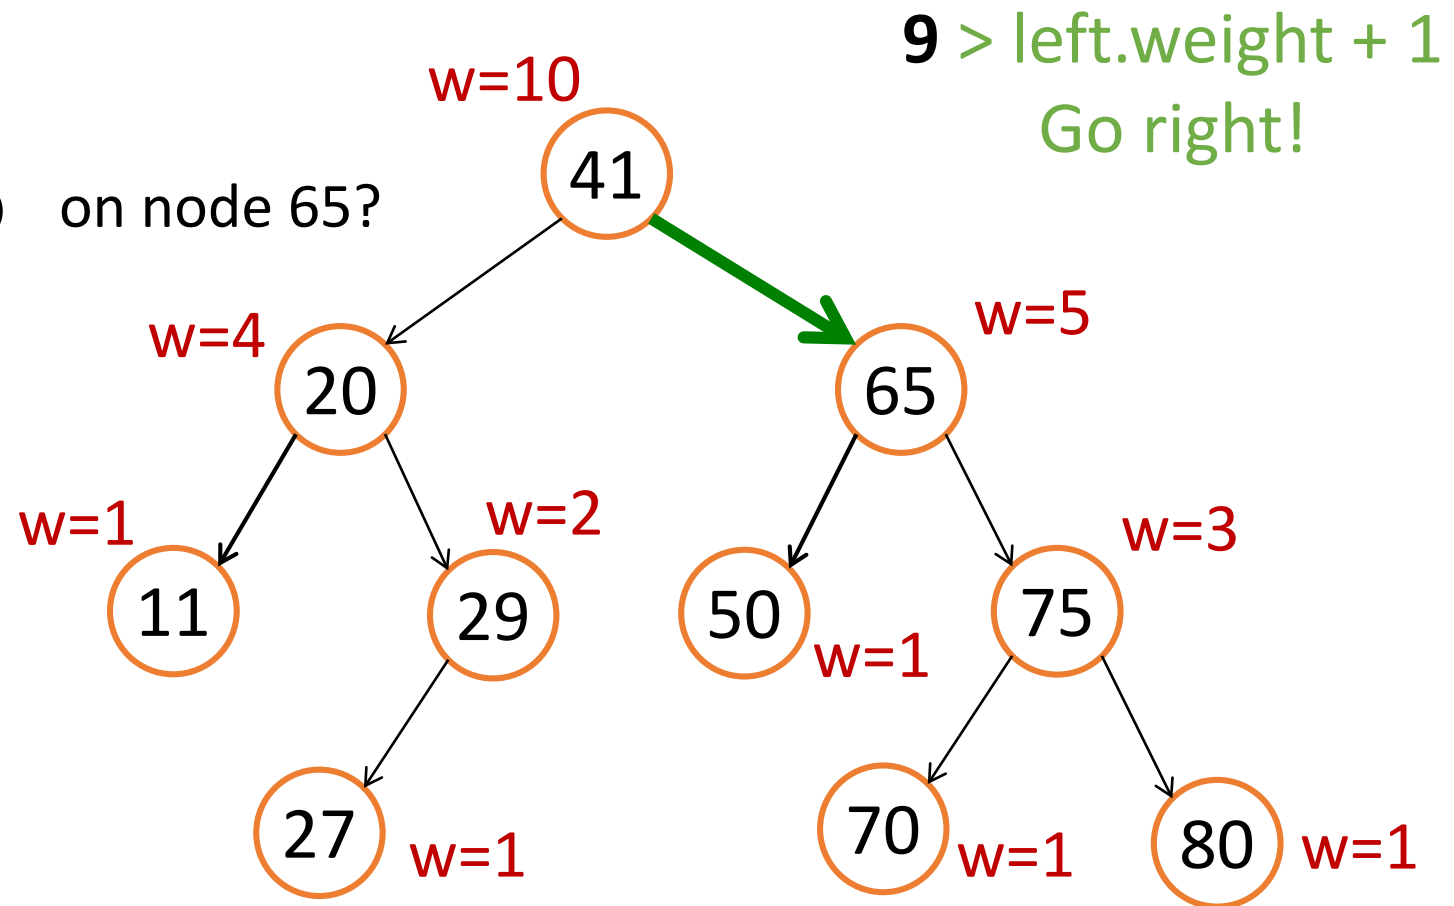 9 > left.weight + 1
Go right!
w=10
41
) on node 65?
w=4
w=5
20
65
w=1
w=2
w=3
11
29
50
75
w=1
27
w=1
70
w=1
80
w=1